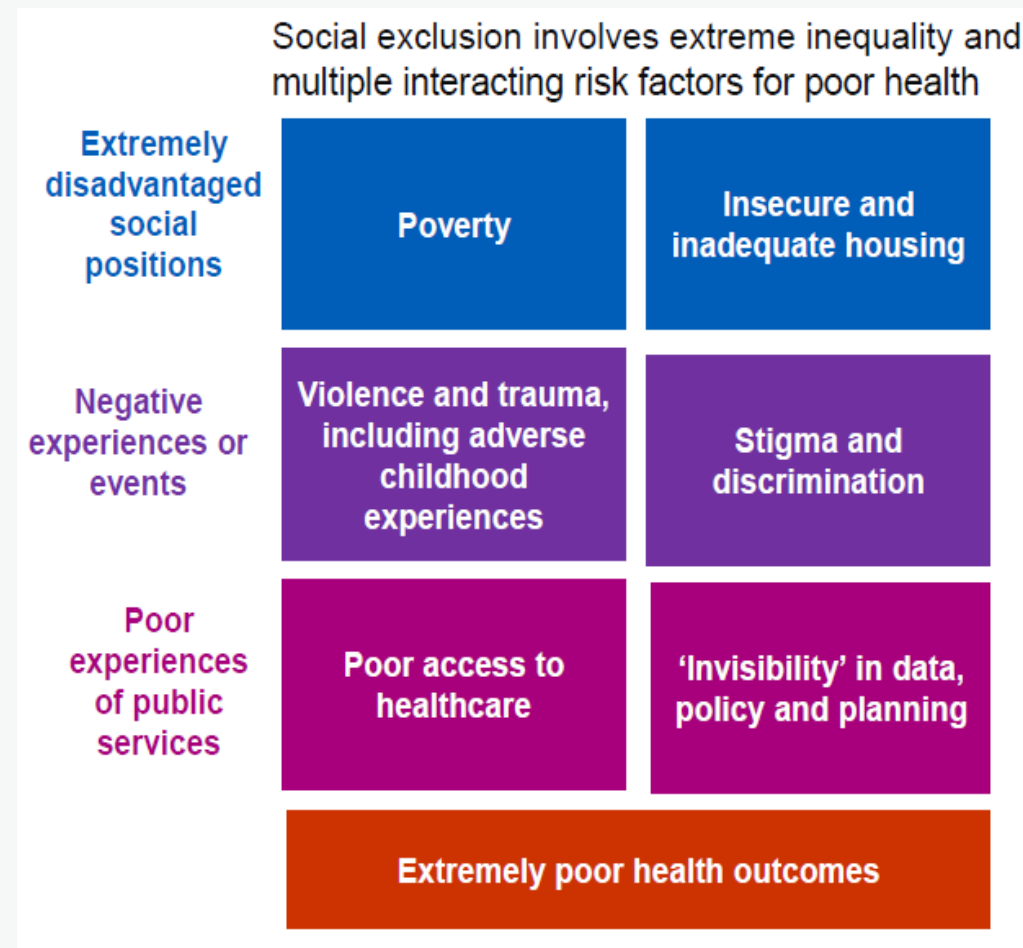 Social exclusion involves extreme inequality and
multiple interacting risk factors for poor health
Extremely
disadvantaged
social
positions
Poverty
Insecure and
inadequate housing
Negative
experiences or
events
Violence and trauma,
including adverse
childhood
experiences
Stigma and
discrimination
Poor
experiences
of public
services
Poor access to
healthcare
‘Invisibility’ in data,
policy and planning
Extremely poor health outcomes